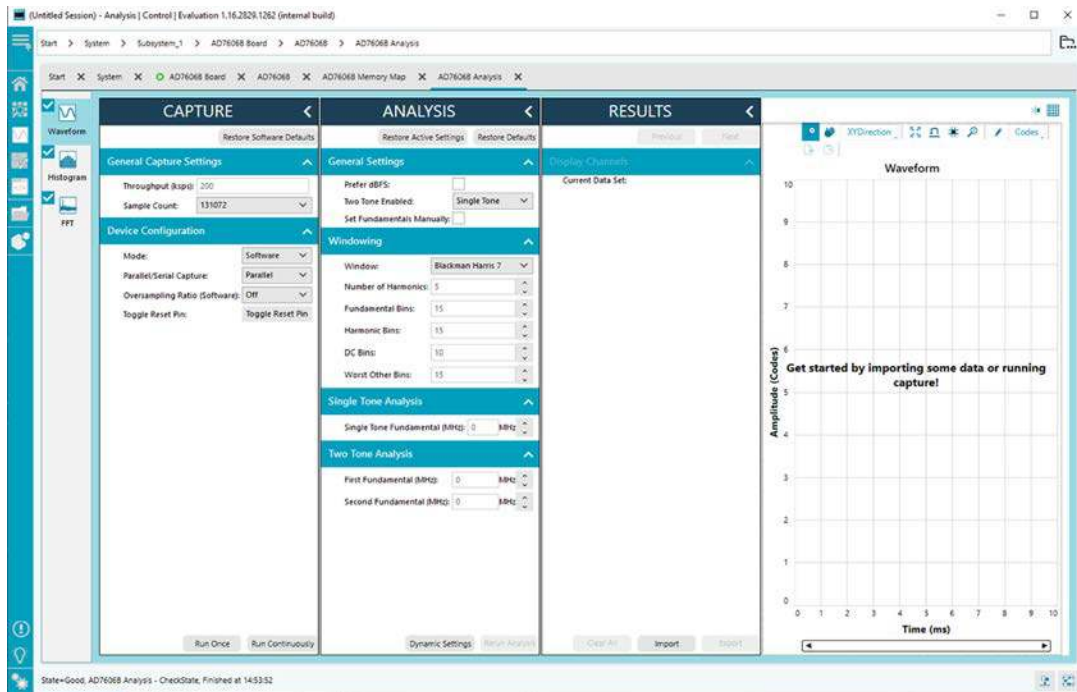 (Untitled Session) - Analysis | Control | Evaluation 1.16.2829.1262 (internal build)
Start > System > Subsystem_1 > AD7606B Board > AD7606B > AD7606B Analysis
Start X System X AD7606B Board X AD7606B X AD7606B Memory Map X AD7606B Analysis X
Waveform
Histogram
FFT
CAPTURE
Restore Software Defaults
General Capture Settings
Throughput (ksps): 200
Sample Count: 131072
Device Configuration
Mode: Software
Parallel/Serial Capture: Parallel
Oversampling Ratio (Software): Off
Toggle Reset Pin: Toggle Reset Pin
Run Once Run Continuously
ANALYSIS
Restore Active Settings Restore Defaults
General Settings
Prefer dBFS:
Two Tone Enabled: Single Tone
Set Fundamentals Manually:
Windowing
Window: Blackman Harris 7
Number of Harmonics: 5
Fundamental Bins: 15
Harmonic Bins: 15
DC Bins: 10
Worst Other Bins: 15
Single Tone Analysis
Single Tone Fundamental (MHz): 0 MHz
Two Tone Analysis
First Fundamental (MHz): 0 MHz
Second Fundamental (MHz): 0 MHz
Dynamic Settings Rerun Analysis
RESULTS
Previous Next
Display Channels
Current Data Set:
Clear All Import Export
XYDirection Codes
Waveform
10
9
8
7
6
5
4
3
2
1
0
Amplitude (Codes)
Get started by importing some data or running
capture!
0 1 2 3 4 5 6 7 8 9 10
Time (ms)
State=Good, AD7606B Analysis - CheckState, Finished at 14:53:52